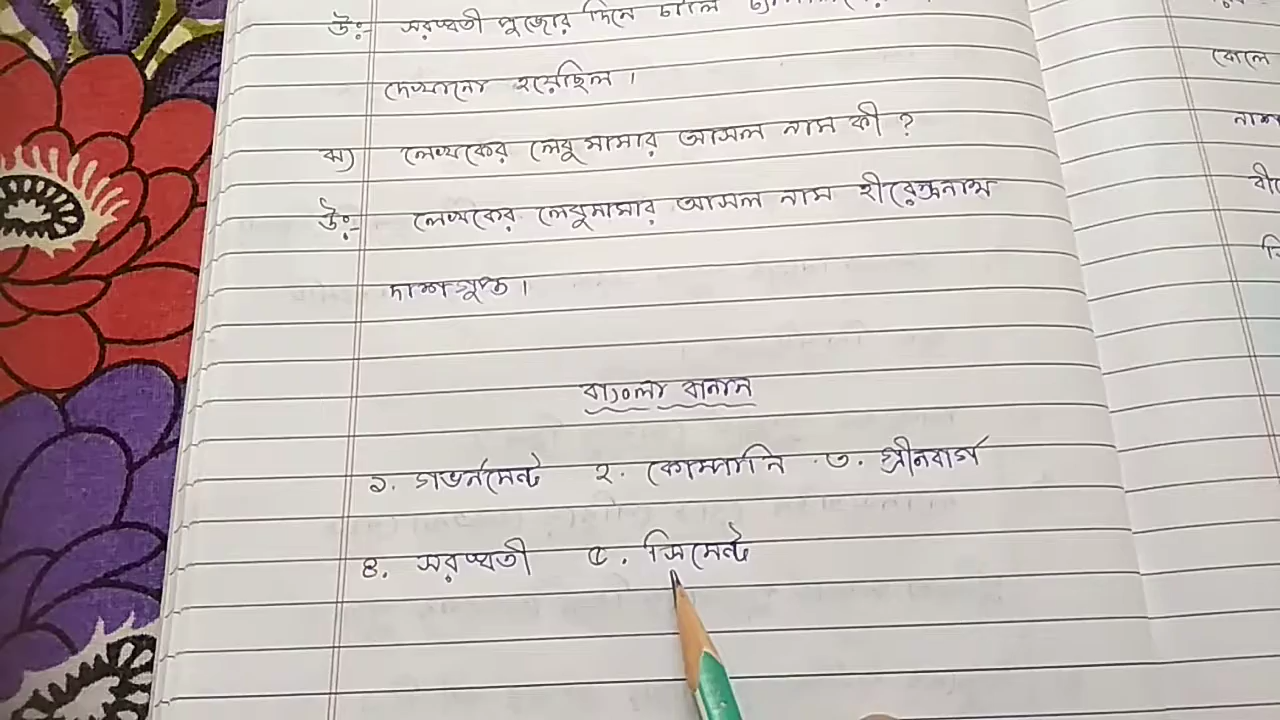 উঃ- সরস্বতী পুজোর দিনে
দেখানো হয়েছিল।
ঝ) লেখকের লেবুমামার আসল নাম কী ?
উঃ- লেখকের লেবুমামার আসল নাম হীরেন্দ্রনাথ
দাশগুপ্ত।
বাংলা বানান
১. গভর্নমেন্ট ২. কোম্পানি ৩. গ্রীনবার্গ
৪. সরস্বতী ৫. সিমেন্ট